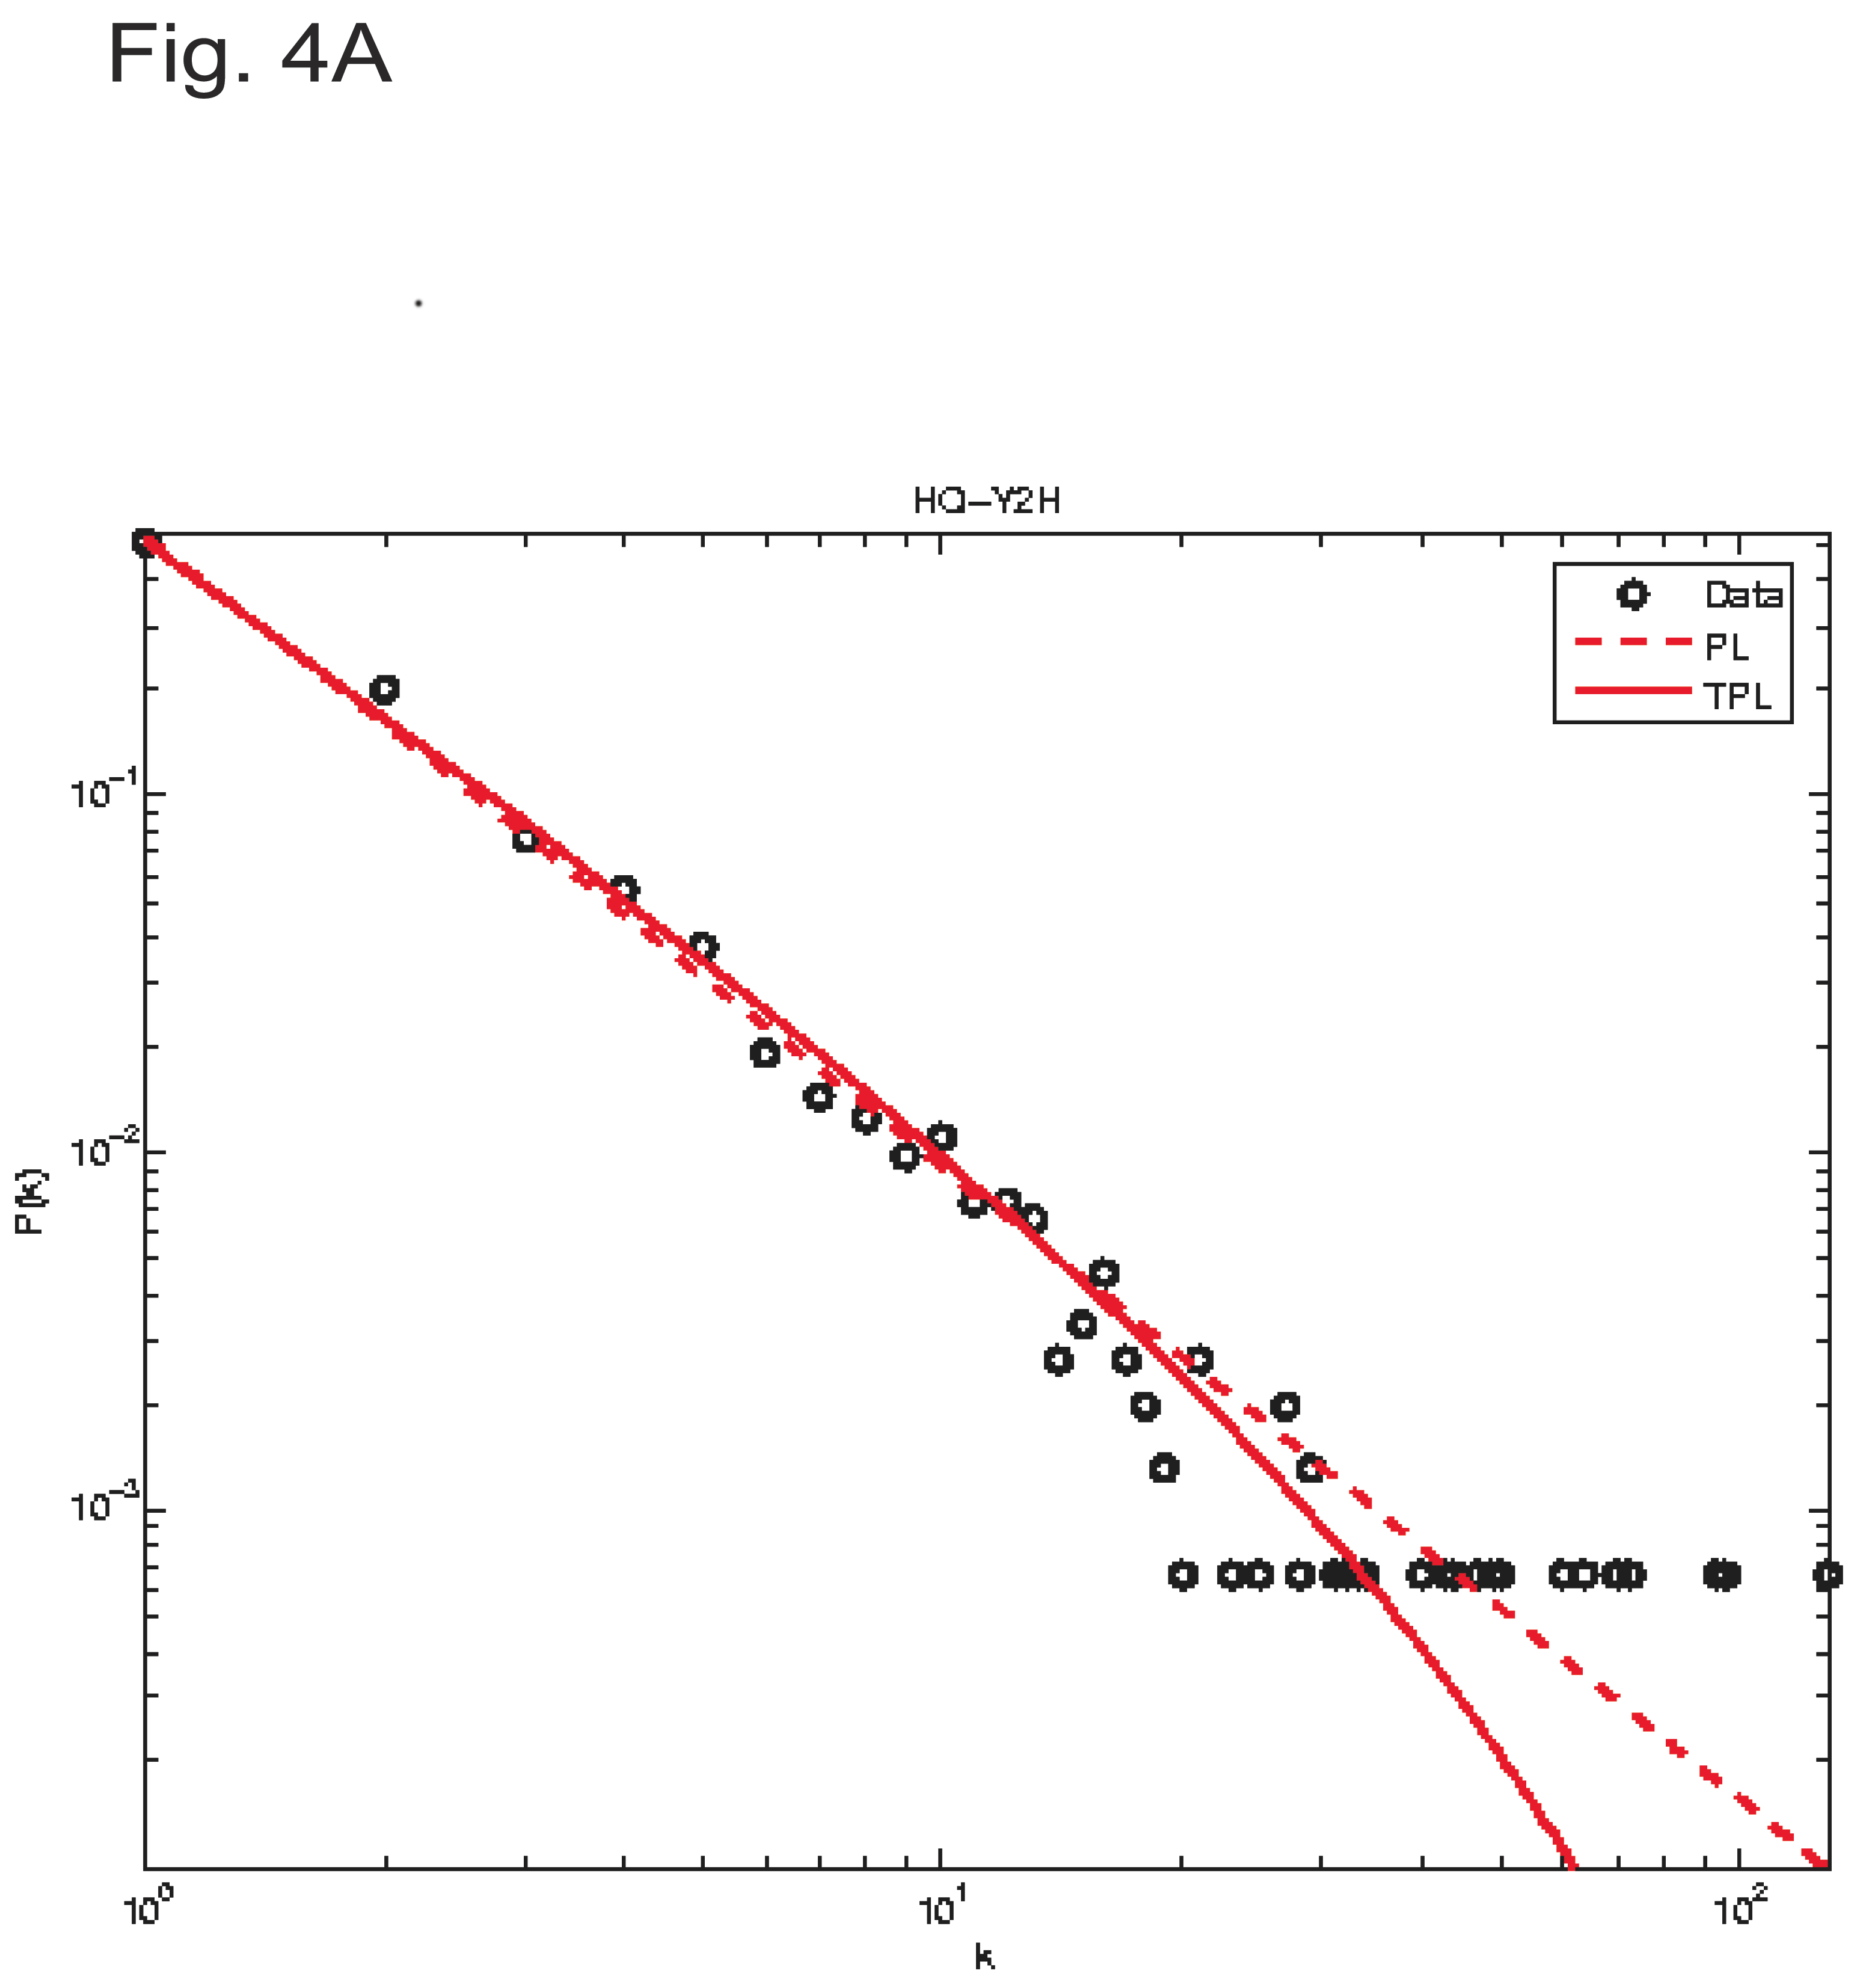 Fig. 4A
HQ-Y2H
Data
PL
TPL
10⁻¹
10⁻²
10⁻³
P(k)
10⁰ 10¹ 10²
k